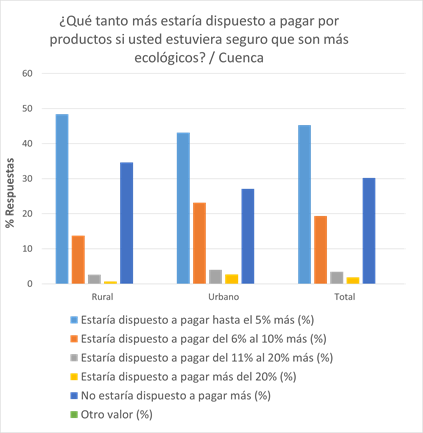 ¿Qué tanto más estaría dispuesto a pagar por
productos si usted estuviera seguro que son más
ecológicos? / Cuenca
60
50
40
30
20
10
0
% Respuestas
Rural Urbano Total
Estaría dispuesto a pagar hasta el 5% más (%)
Estaría dispuesto a pagar del 6% al 10% más (%)
Estaría dispuesto a pagar del 11% al 20% más (%)
Estaría dispuesto a pagar más del 20% (%)
No estaría dispuesto a pagar más (%)
Otro valor (%)